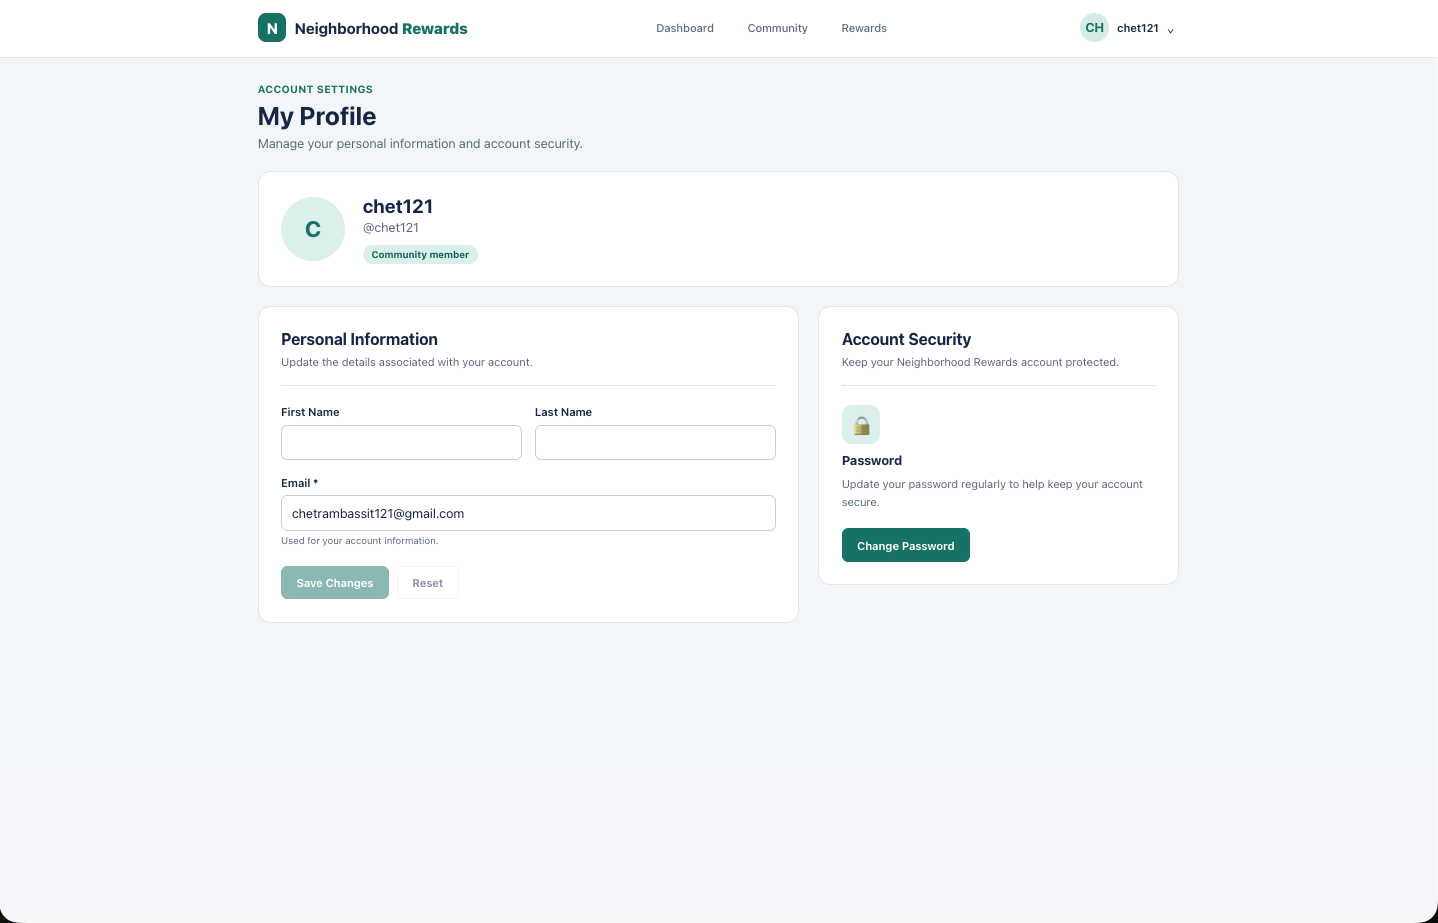 N Neighborhood Rewards Dashboard Community Rewards CH chet121
ACCOUNT SETTINGS
My Profile
Manage your personal information and account security.
C
chet121
@chet121
Community member
Personal Information
Update the details associated with your account.
First Name Last Name
Email *
chetrambassit121@gmail.com
Used for your account information.
Save Changes Reset
Account Security
Keep your Neighborhood Rewards account protected.
Password
Update your password regularly to help keep your account
secure.
Change Password